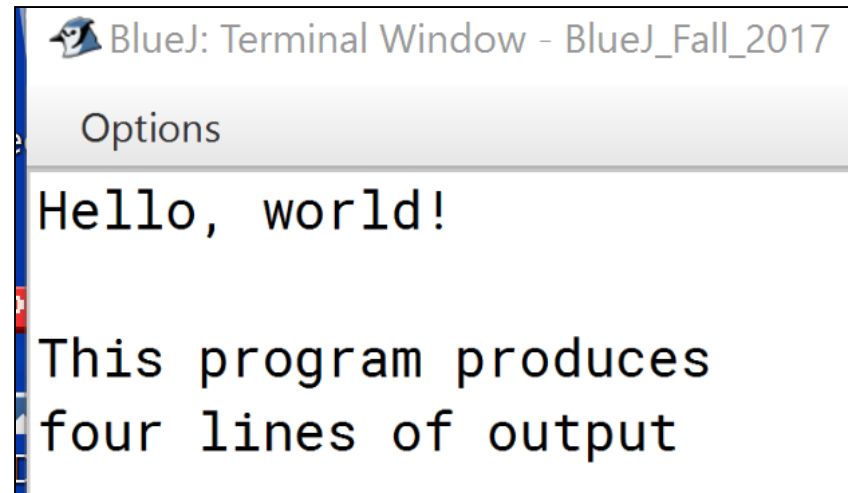 BlueJ: Terminal Window - BlueJ_Fall_2017
Options
Hello, world!
This program produces
four lines of output